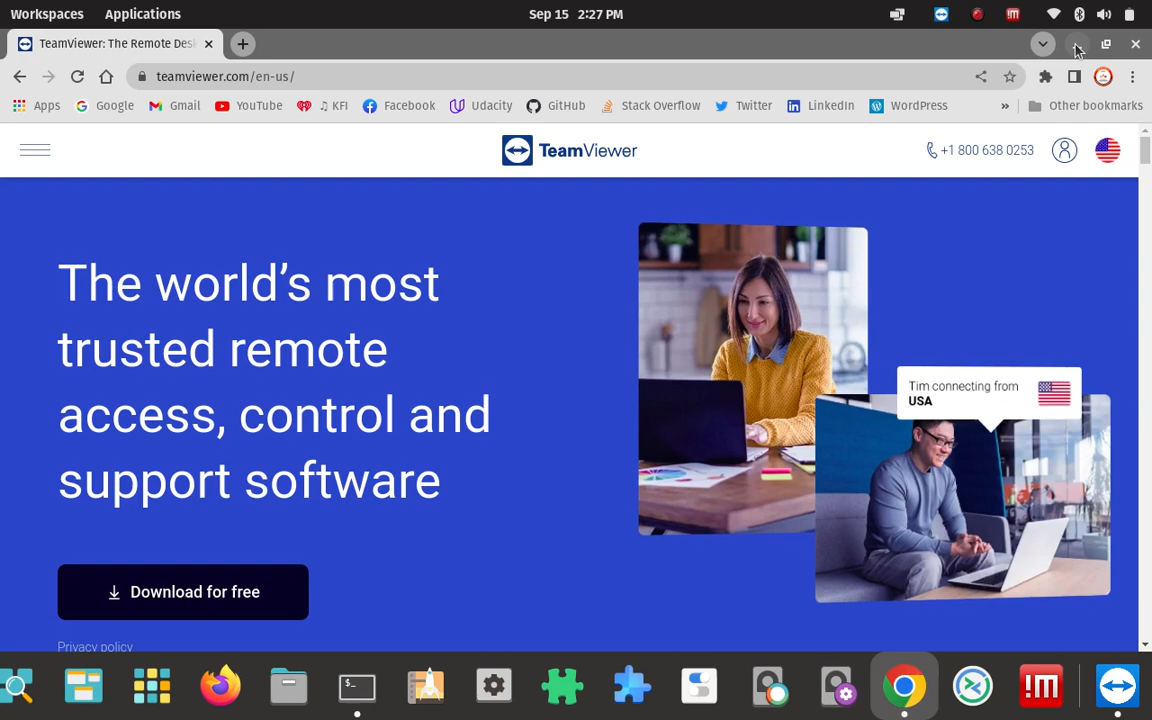 Workspaces Applications Sep 15 2:27 PM
TeamViewer: The Remote Des
teamviewer.com/en-us/
Apps Google Gmail YouTube ♫ KFI Facebook Udacity GitHub Stack Overflow Twitter LinkedIn WordPress » Other bookmarks
TeamViewer +1 800 638 0253
The world’s most
trusted remote
access, control and
support software
Tim connecting from
USA
Download for free
Privacy policy
$_ !M